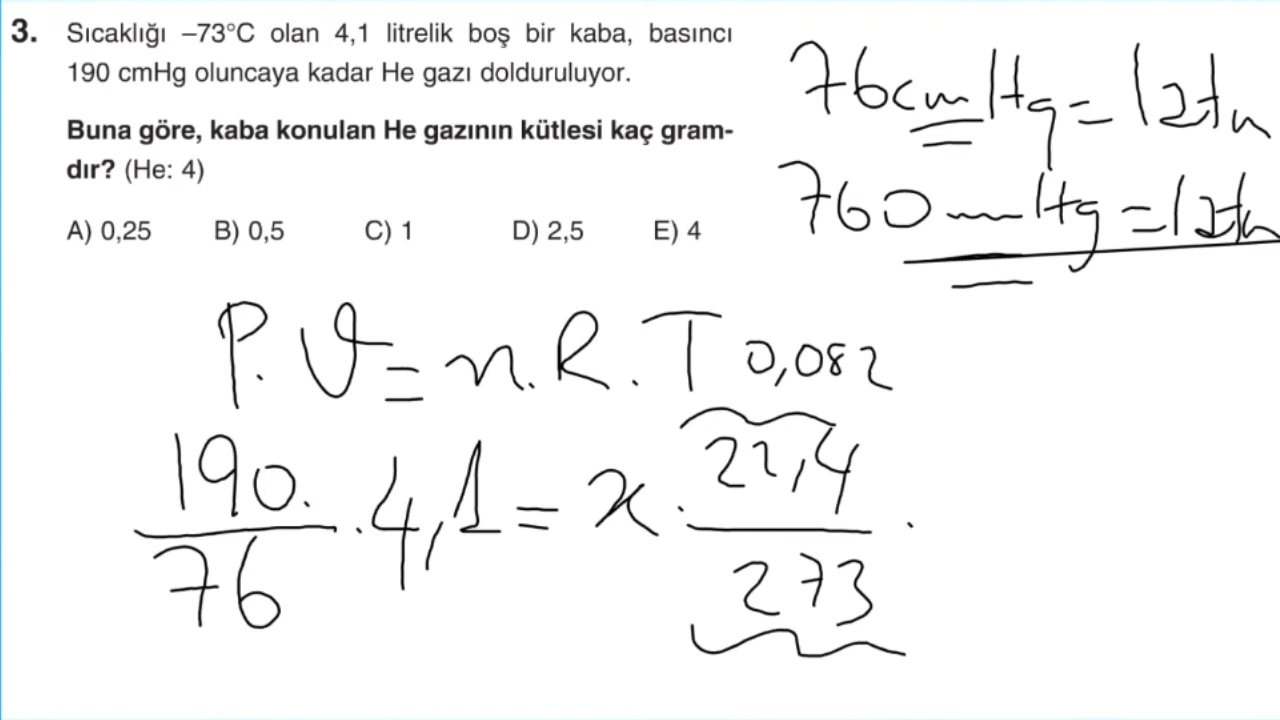 3. Sıcaklığı –73°C olan 4,1 litrelik boş bir kaba, basıncı
190 cmHg oluncaya kadar He gazı dolduruluyor.
Buna göre, kaba konulan He gazının kütlesi kaç gram-
dır? (He: 4)
A) 0,25 B) 0,5 C) 1 D) 2,5 E) 4
76cmHg = 1atm
760mmHg = 1atm
P.V = n.R.T 0,082
190. / 76 . 4,1 = x . 22,4 / 273 .